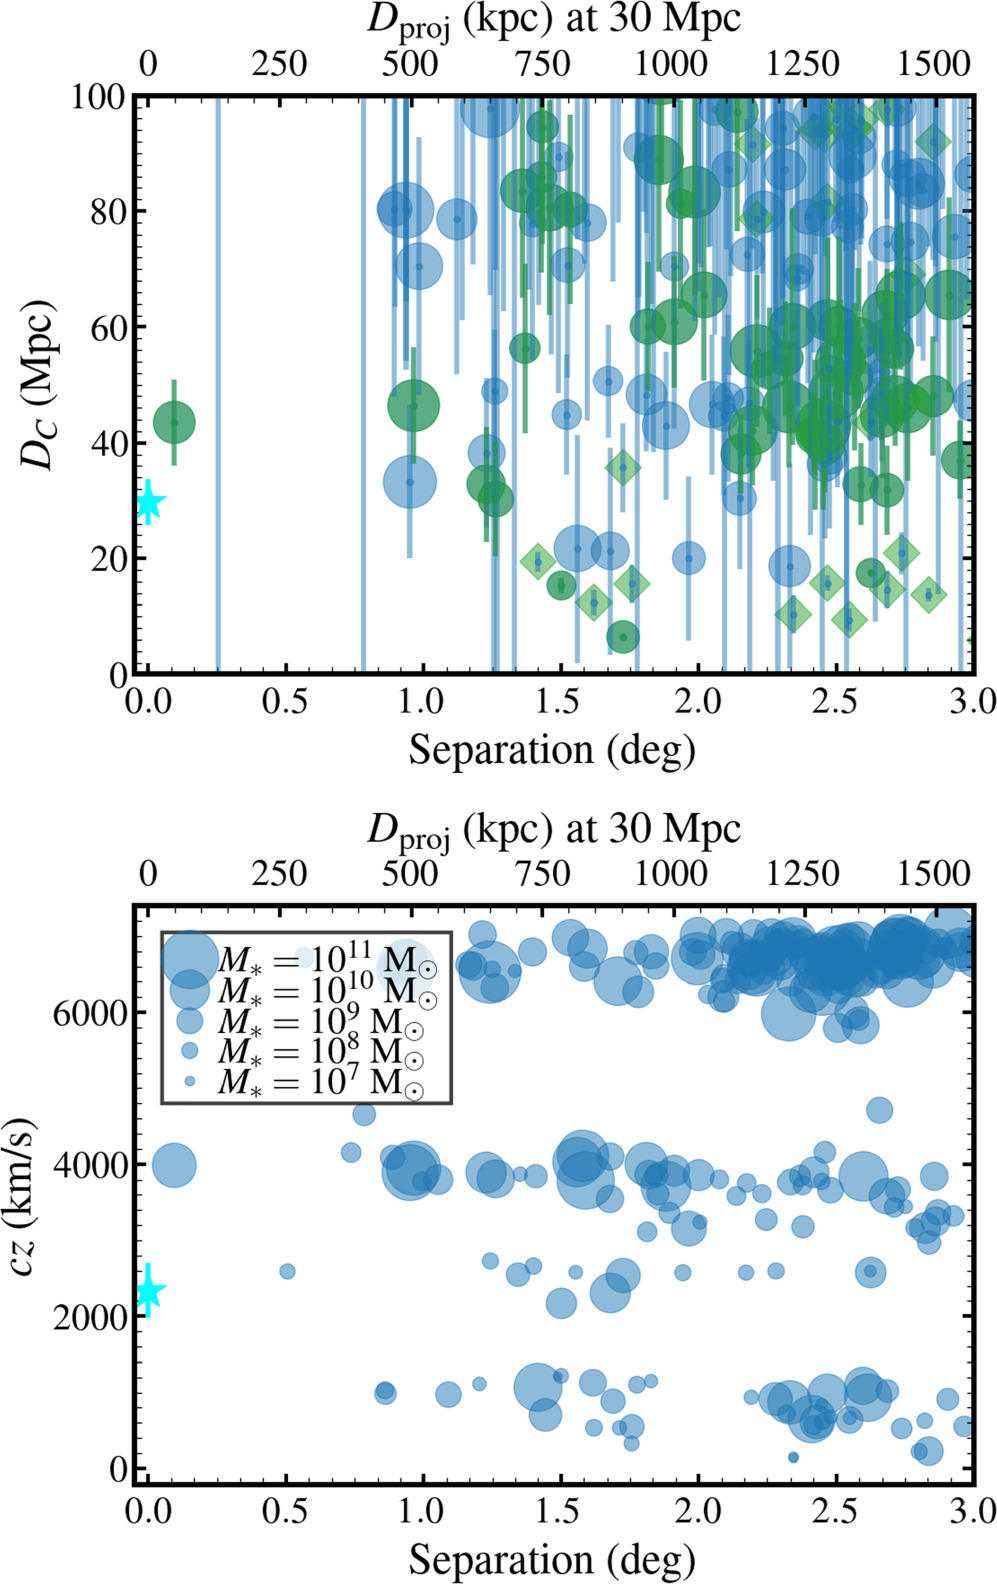 D_proj (kpc) at 30 Mpc
0 250 500 750 1000 1250 1500
100
80
60
40
20
0
D_C (Mpc)
0.0 0.5 1.0 1.5 2.0 2.5 3.0
Separation (deg)
D_proj (kpc) at 30 Mpc
0 250 500 750 1000 1250 1500
M_* = 10^11 M_⊙
M_* = 10^10 M_⊙
M_* = 10^9 M_⊙
M_* = 10^8 M_⊙
M_* = 10^7 M_⊙
6000
4000
2000
0
cz (km/s)
0.0 0.5 1.0 1.5 2.0 2.5 3.0
Separation (deg)